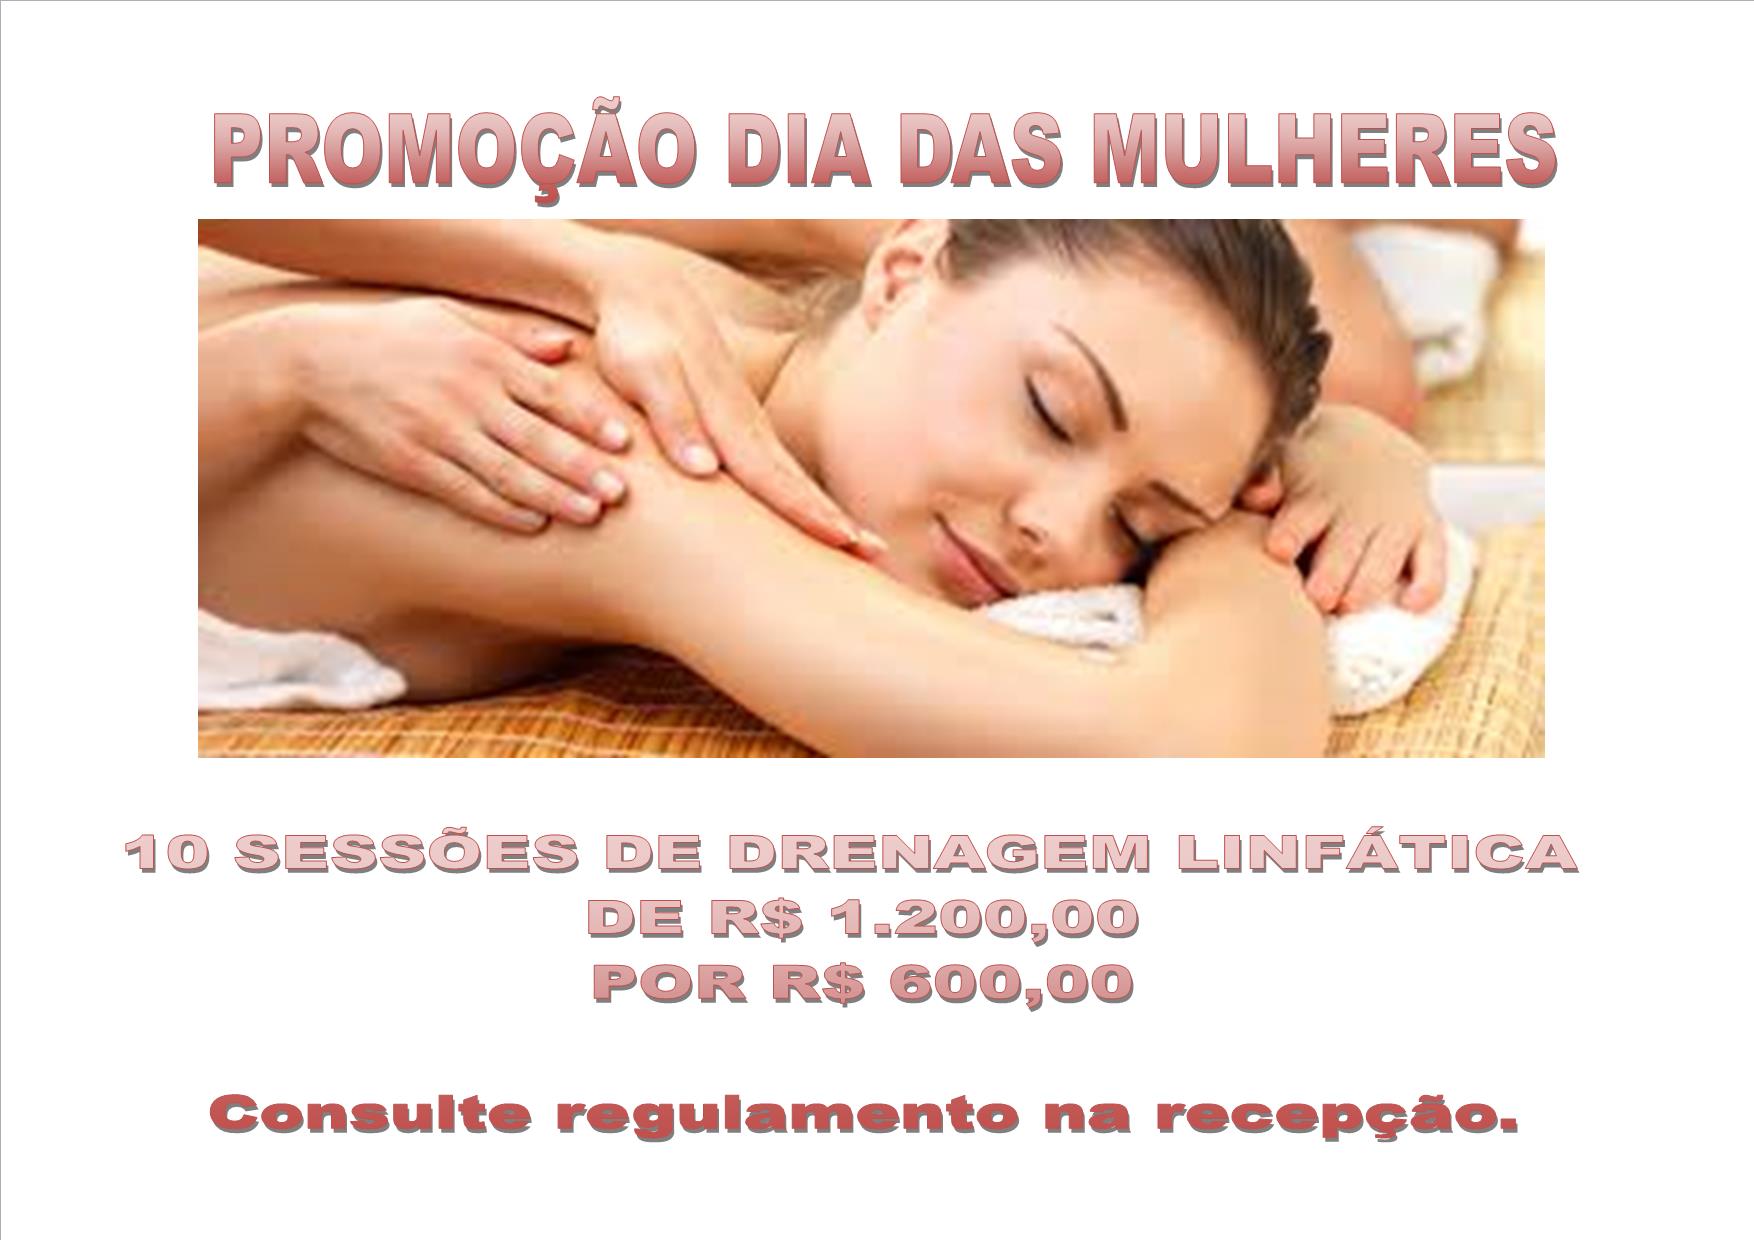 PROMOÇÃO DIA DAS MULHERES
10 SESSÕES DE DRENAGEM LINFÁTICA
DE R$ 1.200,00
POR R$ 600,00
Consulte regulamento na recepção.